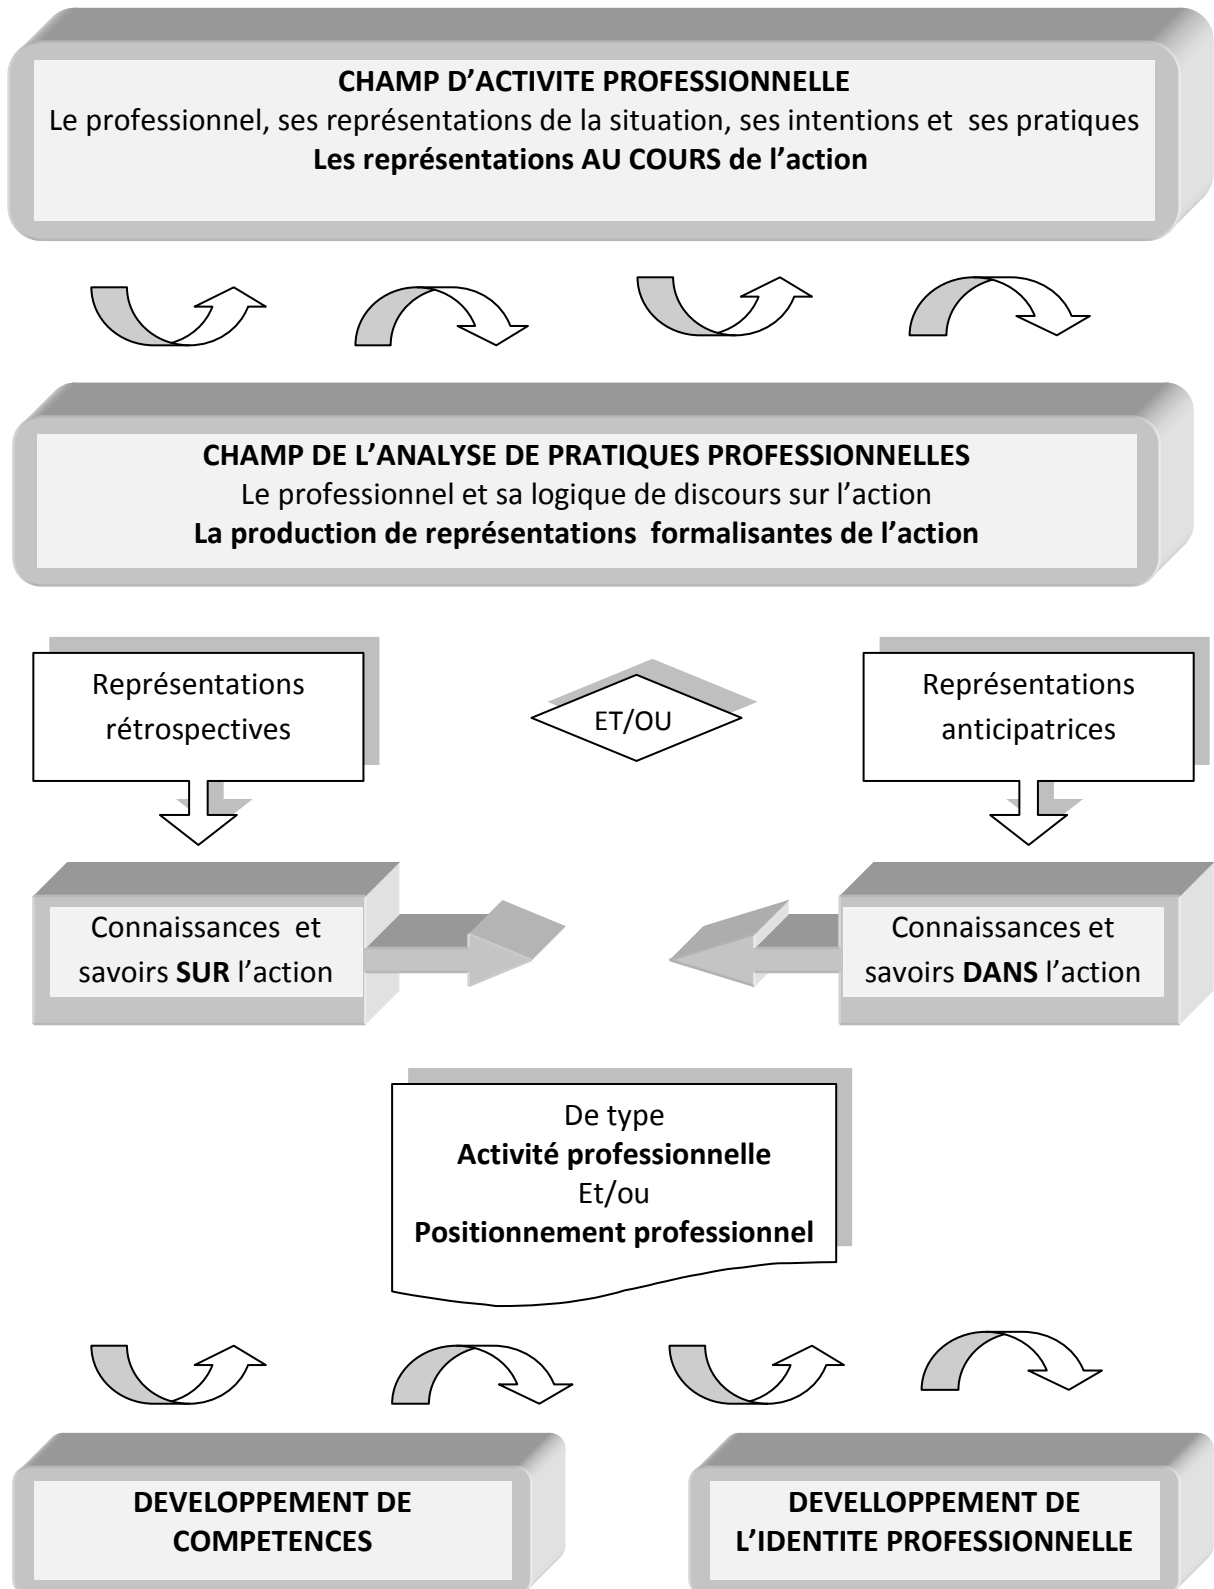 CHAMP D’ACTIVITE PROFESSIONNELLE
Le professionnel, ses représentations de la situation, ses intentions et ses pratiques
Les représentations AU COURS de l’action
CHAMP DE L’ANALYSE DE PRATIQUES PROFESSIONNELLES
Le professionnel et sa logique de discours sur l’action
La production de représentations formalisantes de l’action
Représentations
rétrospectives
ET/OU
Représentations
anticipatrices
Connaissances et
savoirs SUR l’action
Connaissances et
savoirs DANS l’action
De type
Activité professionnelle
Et/ou
Positionnement professionnel
DEVELOPPEMENT DE
COMPETENCES
DEVELLOPPEMENT DE
L’IDENTITE PROFESSIONNELLE